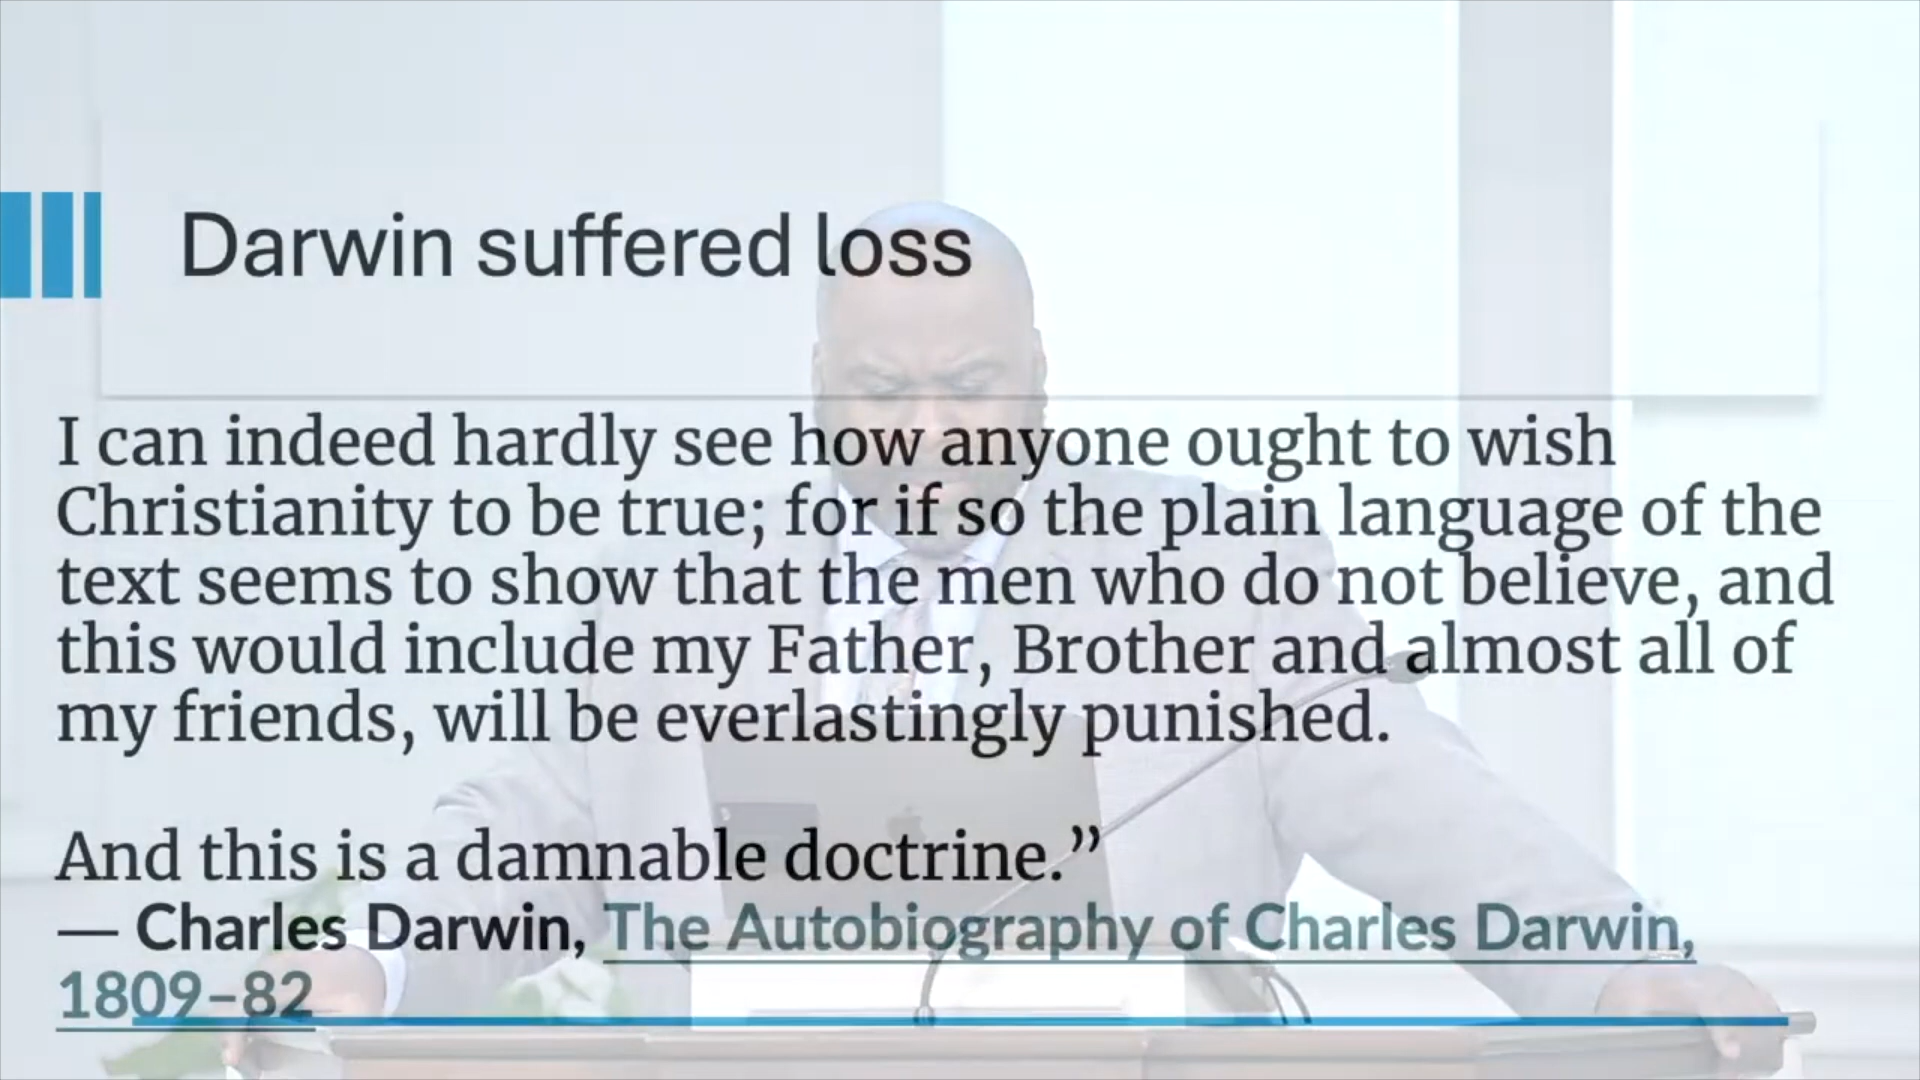 Darwin suffered loss
I can indeed hardly see how anyone ought to wish
Christianity to be true; for if so the plain language of the
text seems to show that the men who do not believe, and
this would include my Father, Brother and almost all of
my friends, will be everlastingly punished.
And this is a damnable doctrine.”
― Charles Darwin, The Autobiography of Charles Darwin,
1809–82